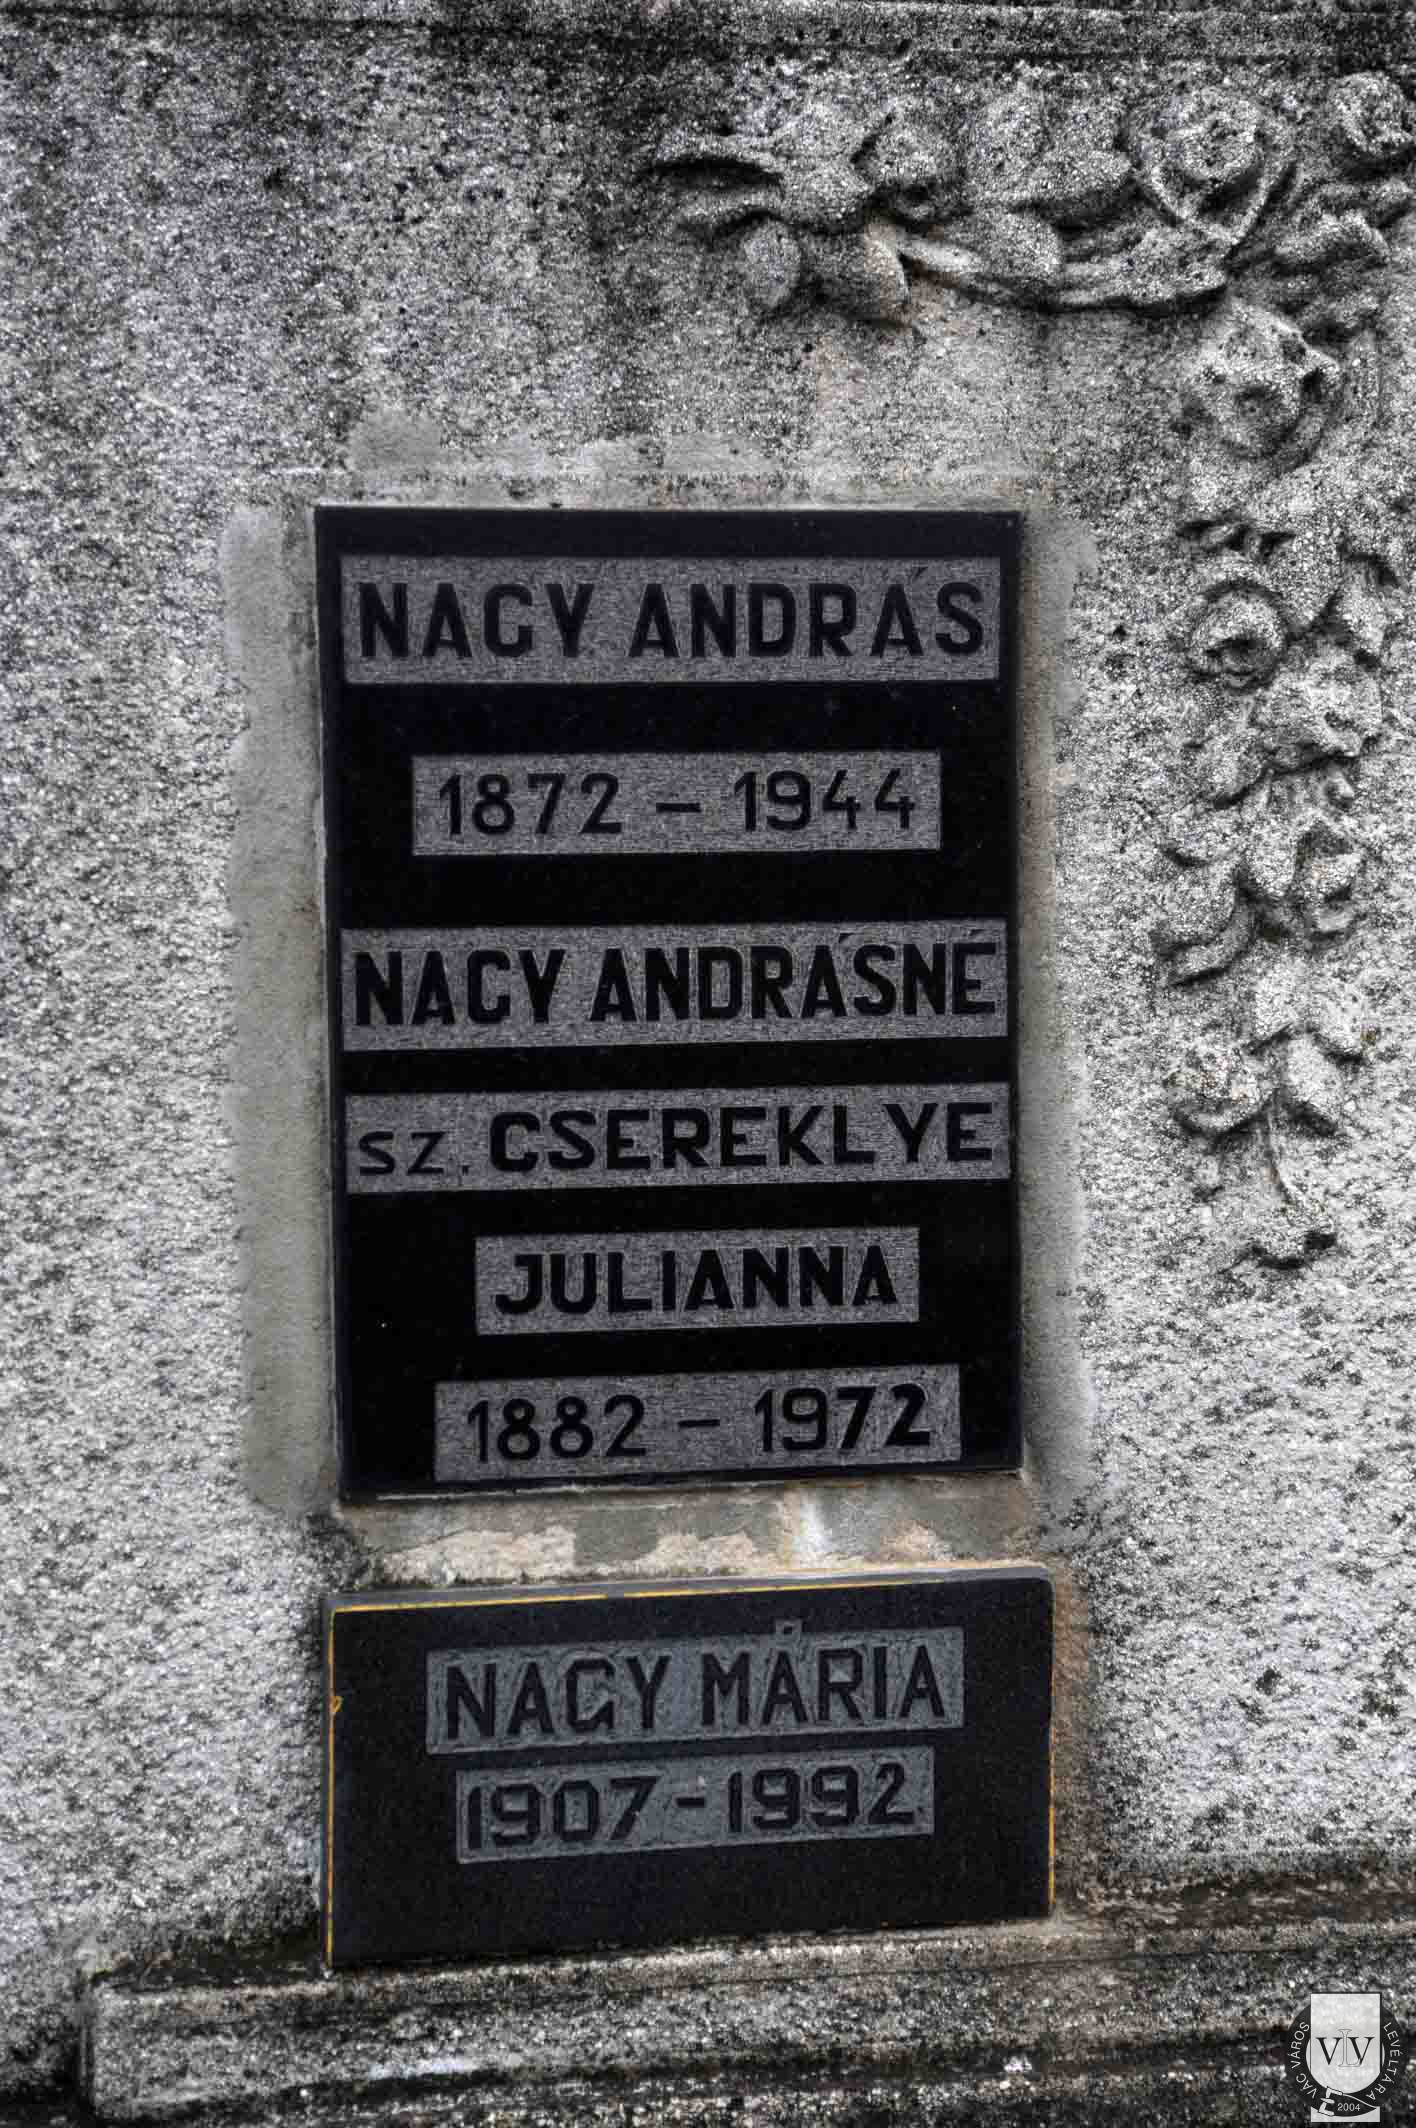 NAGY ANDRÁS
1872 – 1944
NAGY ANDRÁSNÉ
SZ. CSEREKLYE
JULIANNA
1882 – 1972
NAGY MÁRIA
1907 - 1992
VÁC VÁROS LEVÉLTÁRA
VLV
2004